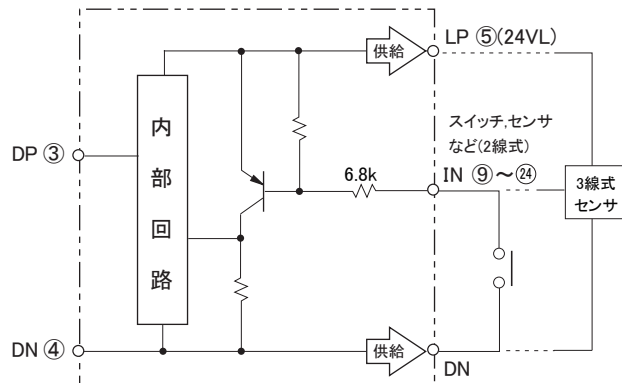 供給
LP ⑤(24VL)
内部回路
スイッチ,センサ
など(2線式)
DP ③
6.8k
IN ⑨～㉔
3線式
センサ
DN ④
供給
DN